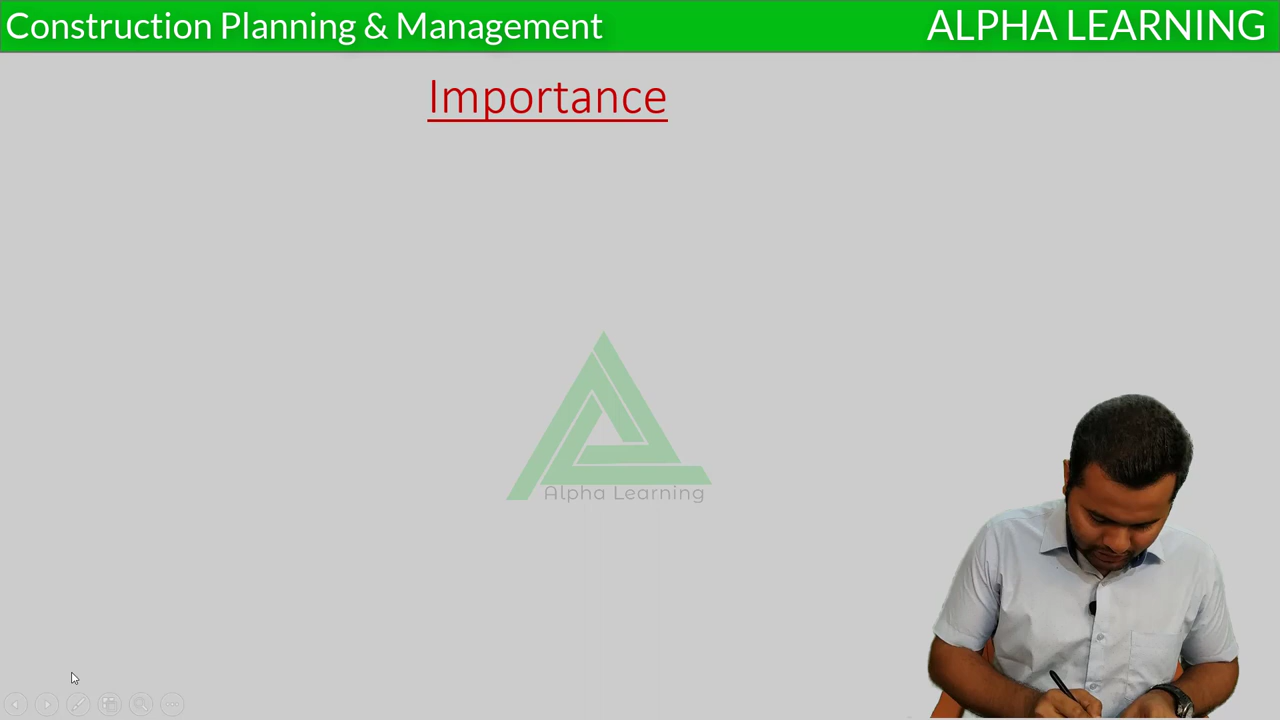 Construction Planning & Management
ALPHA LEARNING
Importance
Alpha Learning